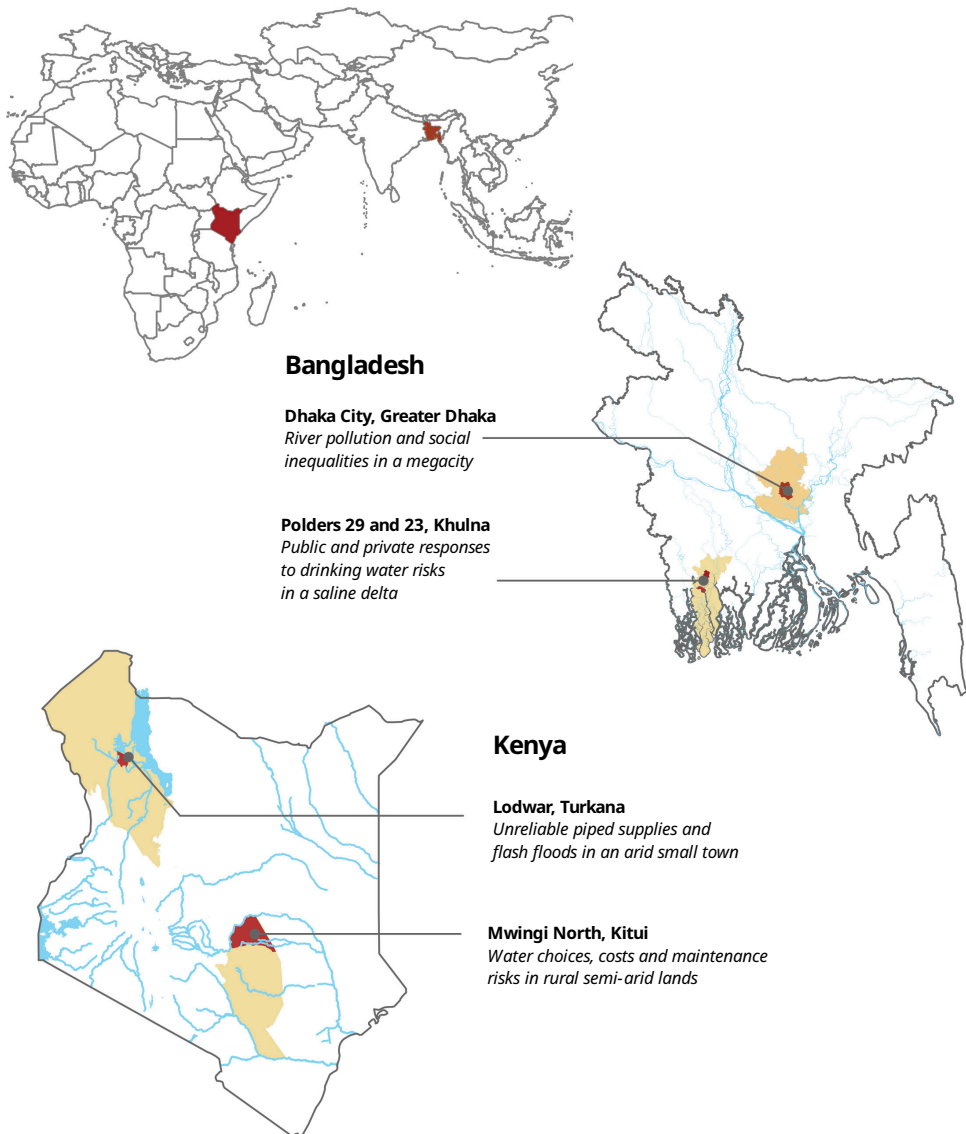 Bangladesh
Dhaka City, Greater Dhaka
River pollution and social
inequalities in a megacity
Polders 29 and 23, Khulna
Public and private responses
to drinking water risks
in a saline delta
Kenya
Lodwar, Turkana
Unreliable piped supplies and
flash floods in an arid small town
Mwingi North, Kitui
Water choices, costs and maintenance
risks in rural semi-arid lands